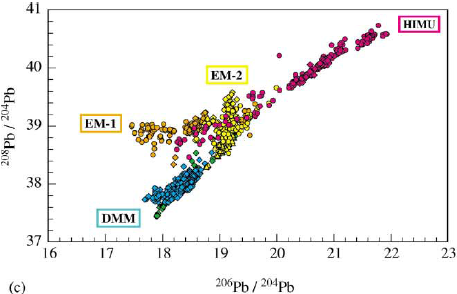 41
40
39
38
37
208Pb / 204Pb
HIMU
EM-2
EM-1
DMM
16 17 18 19 20 21 22 23
(c)
206Pb / 204Pb